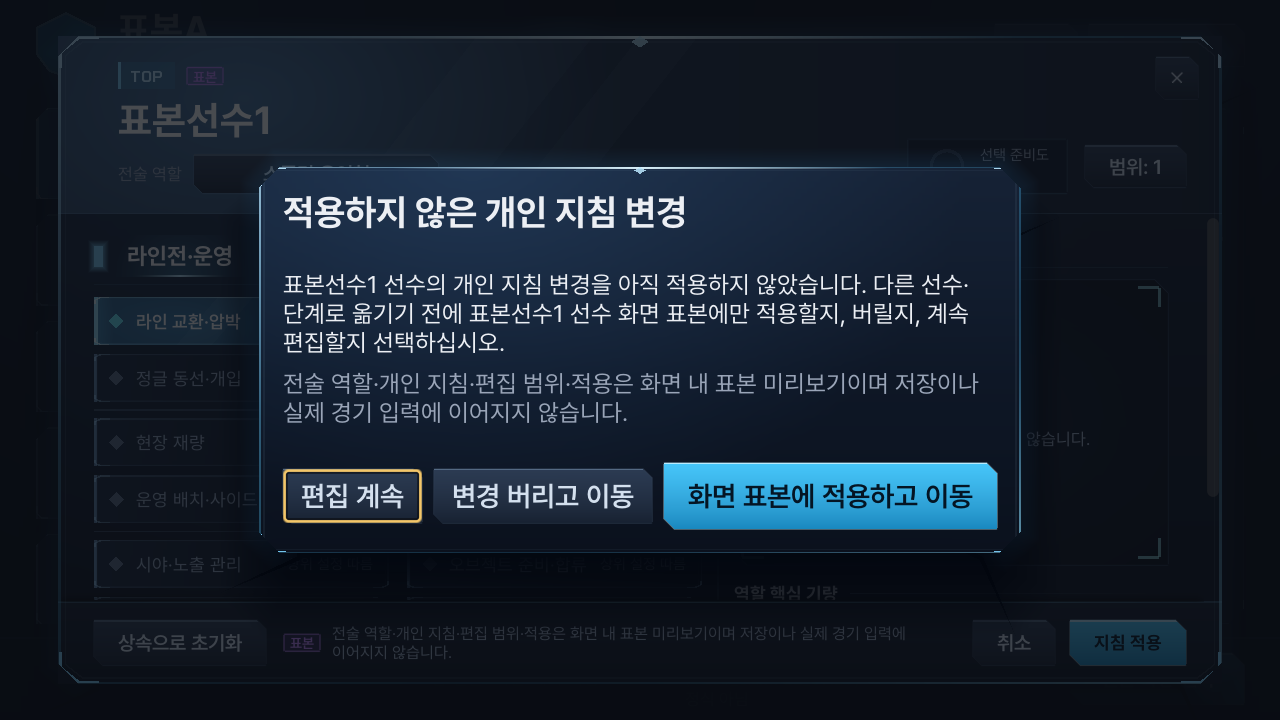 표본A
TOP
표본
표본선수1
×
전술 역할
선택 준비도
범위: 1
적용하지 않은 개인 지침 변경
표본선수1 선수의 개인 지침 변경을 아직 적용하지 않았습니다. 다른 선수·
단계로 옮기기 전에 표본선수1 선수 화면 표본에만 적용할지, 버릴지, 계속
편집할지 선택하십시오.
전술 역할·개인 지침·편집 범위·적용은 화면 내 표본 미리보기이며 저장이나
실제 경기 입력에 이어지지 않습니다.
편집 계속
변경 버리고 이동
화면 표본에 적용하고 이동
라인전·운영
라인 교환·압박
정글 동선·개입
현장 재량
않습니다.
운영 배치·사이드
시야·노출 관리
역할 핵심 기량
상속으로 초기화
표본
전술 역할·개인 지침·편집 범위·적용은 화면 내 표본 미리보기이며 저장이나 실제 경기 입력에
이어지지 않습니다.
취소
지침 적용